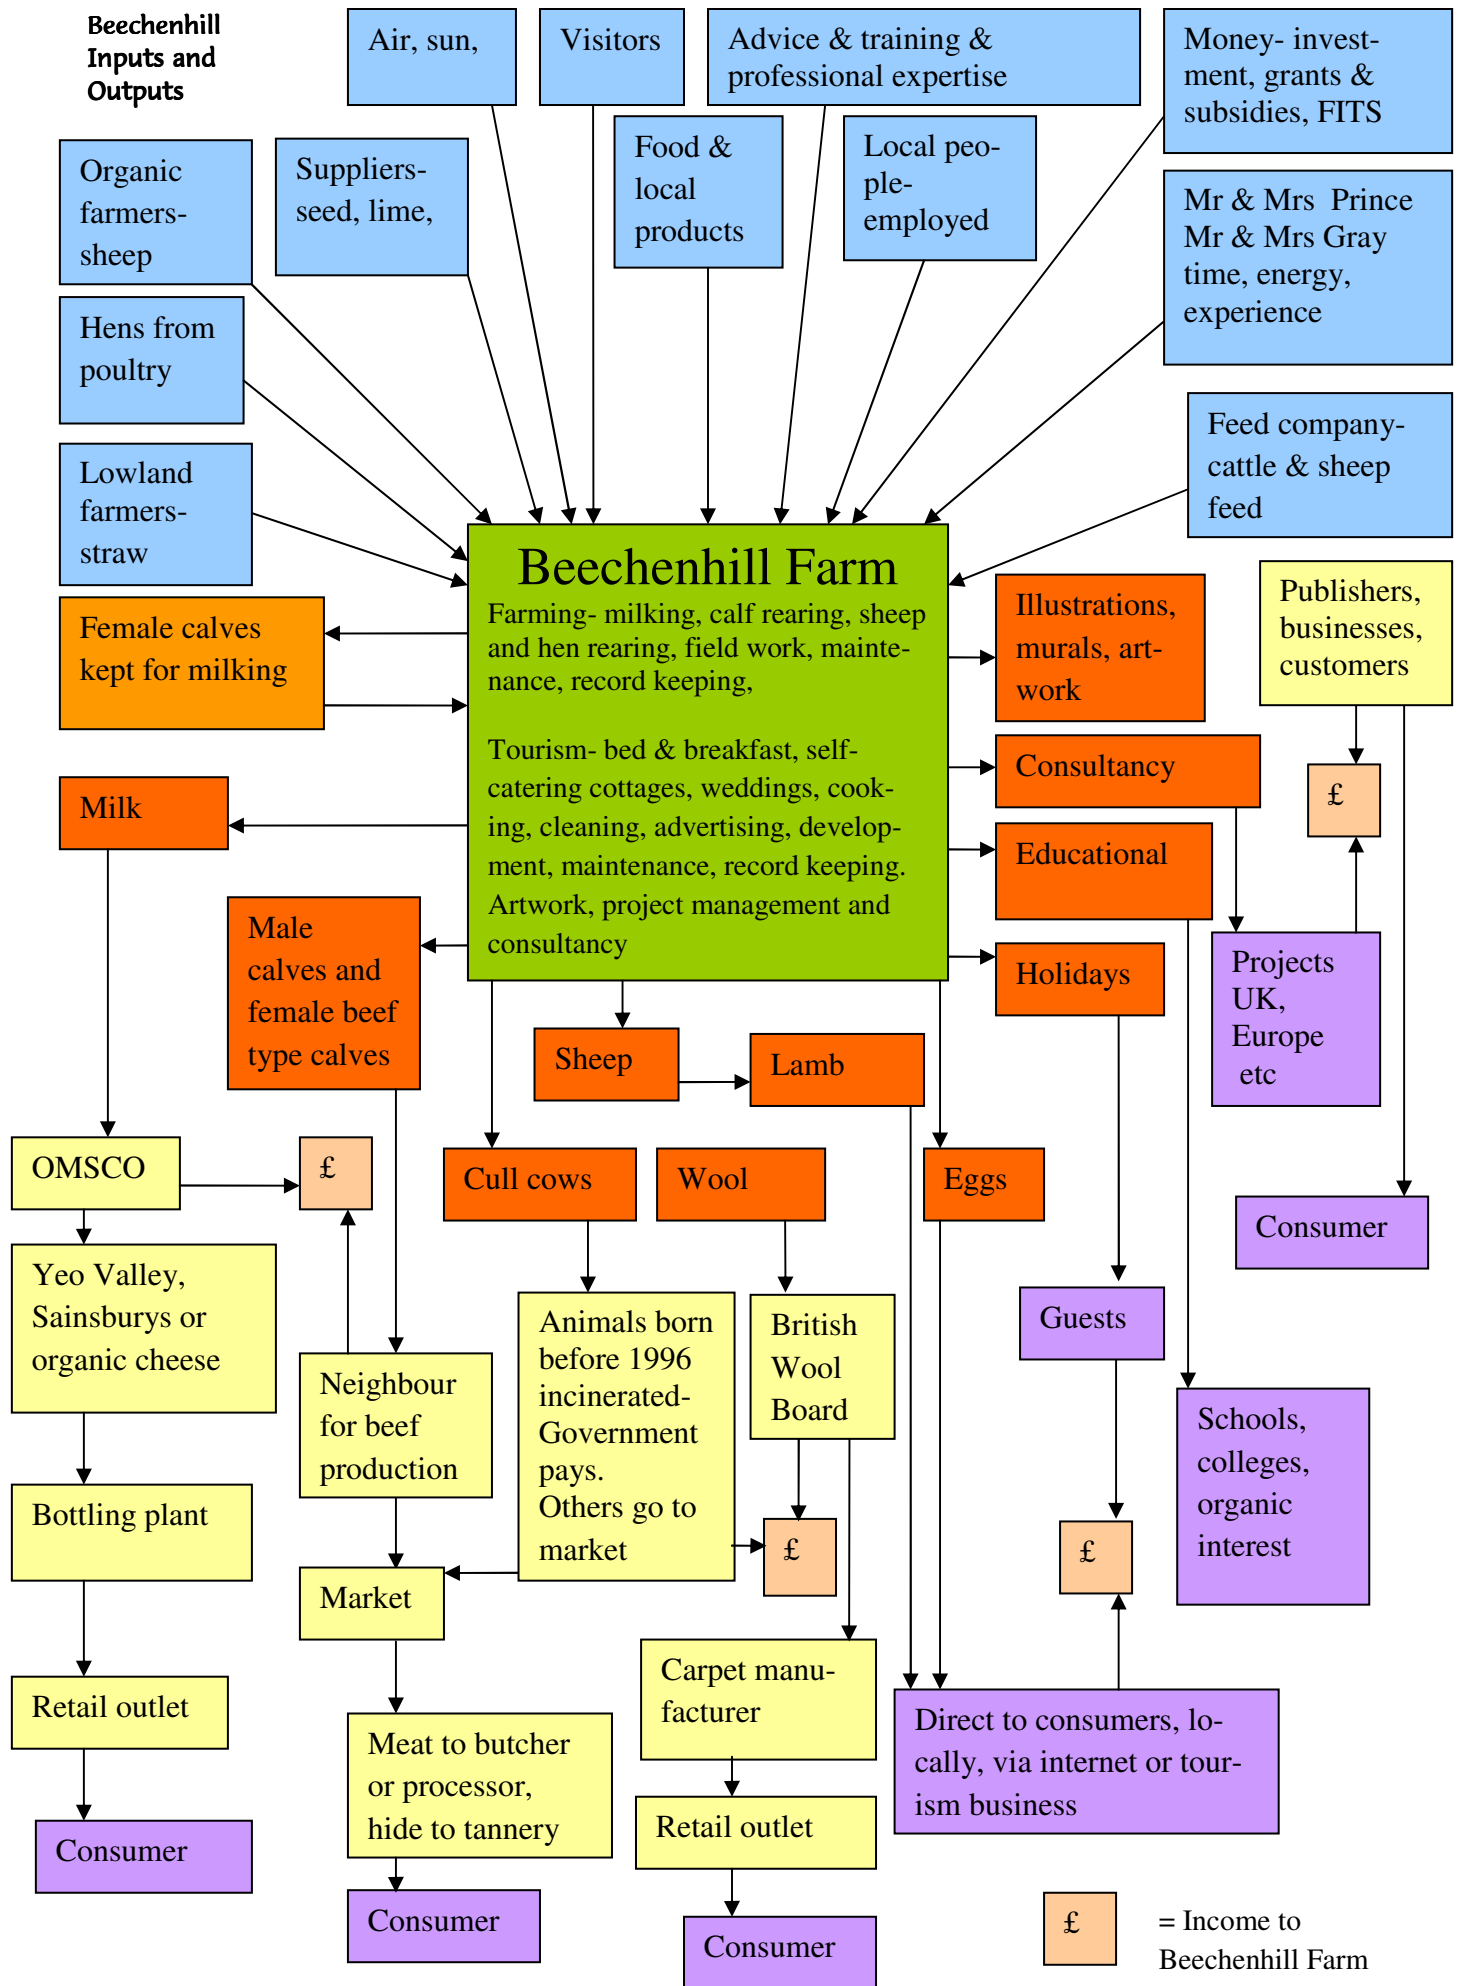 Beechenhill
Inputs and
Outputs
Air, sun,
Visitors
Advice & training &
professional expertise
Money- invest-
ment, grants &
subsidies, FITS
Organic
farmers-
sheep
Suppliers-
seed, lime,
Food &
local
products
Local peo-
ple-
employed
Mr & Mrs  Prince
Mr & Mrs Gray
time, energy,
experience
Hens from
poultry
Feed company-
cattle & sheep
feed
Lowland
farmers-
straw
Beechenhill Farm
Farming- milking, calf rearing, sheep
and hen rearing, field work, mainte-
nance, record keeping,
Tourism- bed & breakfast, self-
catering cottages, weddings, cook-
ing, cleaning, advertising, develop-
ment, maintenance, record keeping.
Artwork, project management and
consultancy
Female calves
kept for milking
Illustrations,
murals, art-
work
Publishers,
businesses,
customers
Consultancy
£
Milk
Educational
Male
calves and
female beef
type calves
Holidays
Projects
UK,
Europe
etc
Sheep
Lamb
OMSCO
£
Cull cows
Wool
Eggs
Consumer
Yeo Valley,
Sainsburys or
organic cheese
Neighbour
for beef
production
Animals born
before 1996
incinerated-
Government
pays.
Others go to
market
British
Wool
Board
Guests
Schools,
colleges,
organic
interest
Bottling plant
£
£
Market
Retail outlet
Carpet manu-
facturer
Direct to consumers, lo-
cally, via internet or tour-
ism business
Meat to butcher
or processor,
hide to tannery
Retail outlet
Consumer
Consumer
Consumer
£
= Income to
Beechenhill Farm